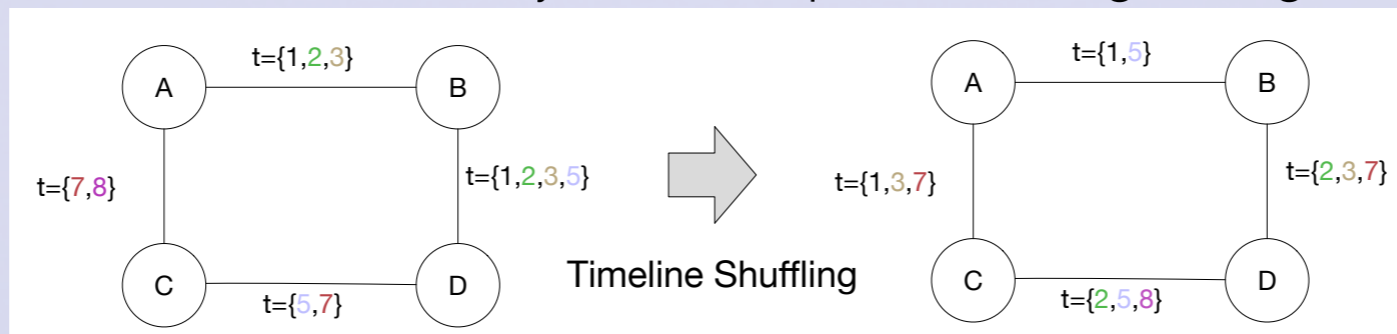 A
t={1,2,3}
B
t={7,8}
t={1,2,3,5}
C
t={5,7}
D
Timeline Shuffling
A
t={1,5}
B
t={1,3,7}
t={2,3,7}
C
t={2,5,8}
D